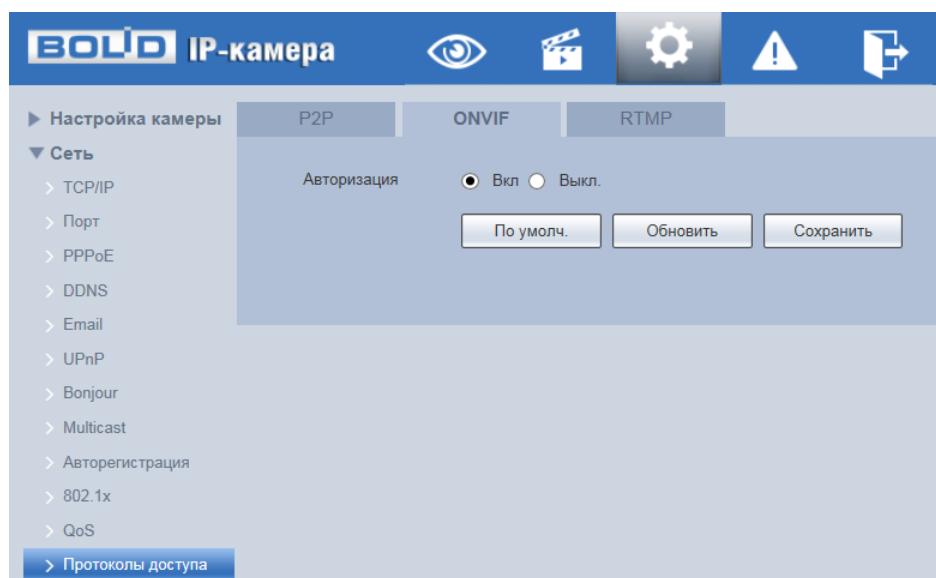 BOLID IP-камера
Настройка камеры
Сеть
TCP/IP
Порт
PPPoE
DDNS
Email
UPnP
Bonjour
Multicast
Авторегистрация
802.1x
QoS
Протоколы доступа
P2P ONVIF RTMP
Авторизация Вкл Выкл.
По умолч. Обновить Сохранить